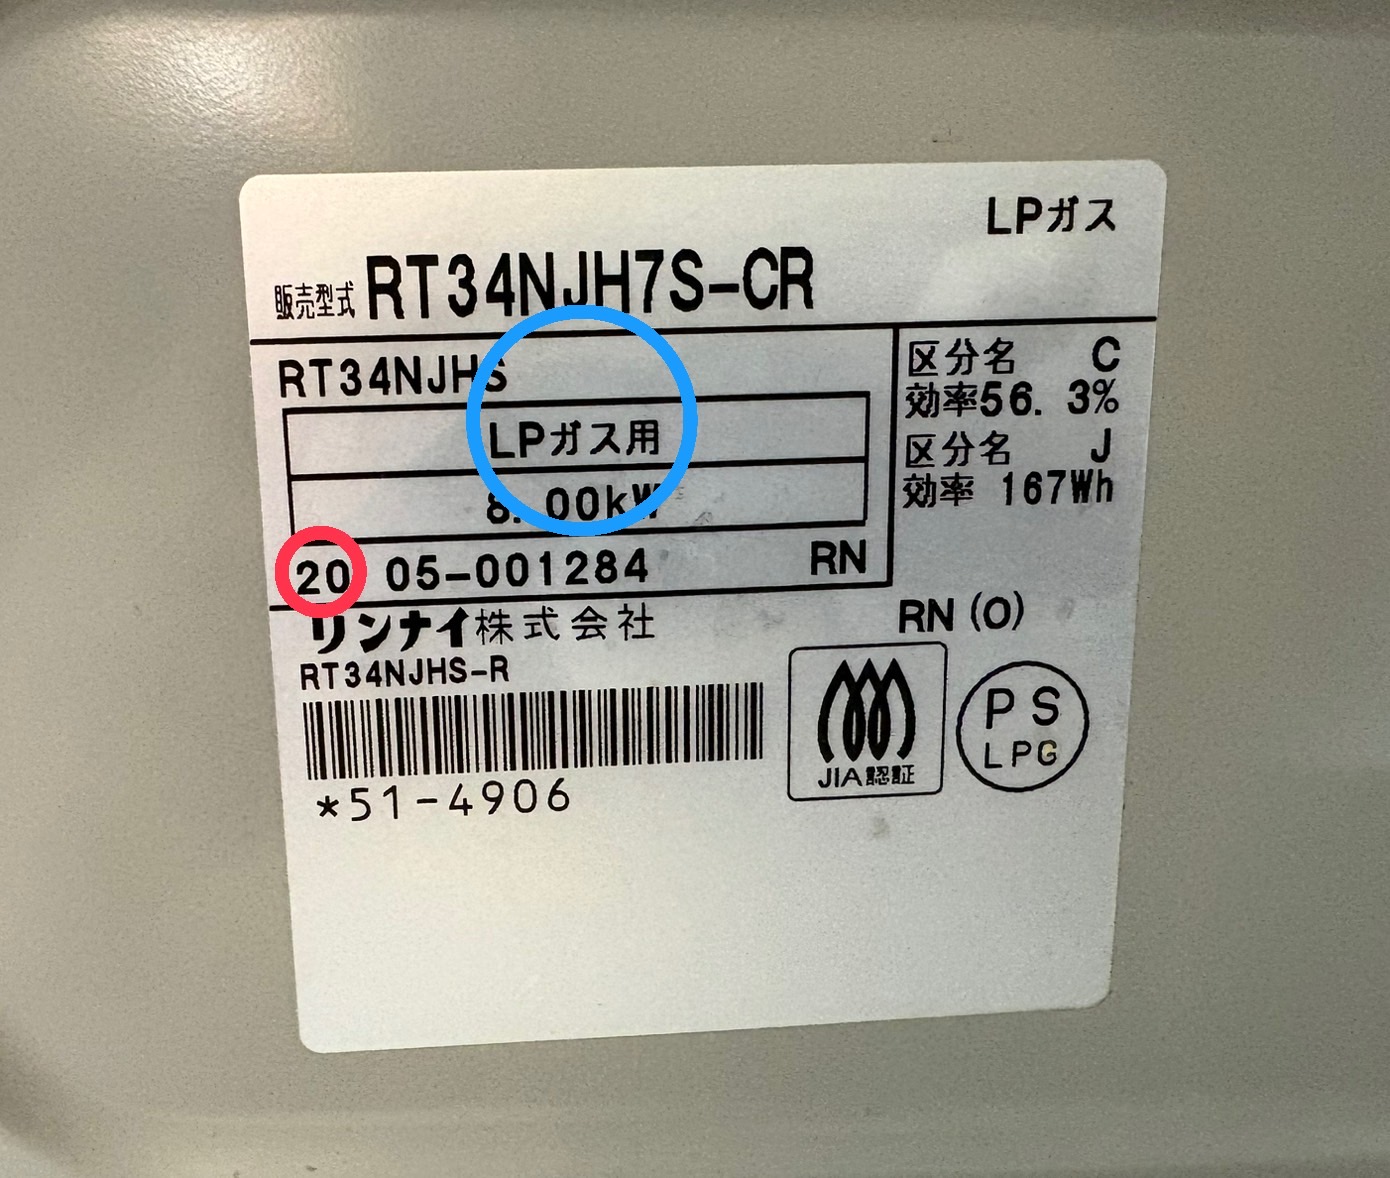 LPガス
販売型式 RT34NJH7S-CR
RT34NJHS
LPガス用
8.00kW
20 05-001284 RN
区分名 C
効率56.3%
区分名 J
効率 167Wh
リンナイ株式会社
RN(O)
RT34NJHS-R
*51-4906
JIA認証
PS
LPG